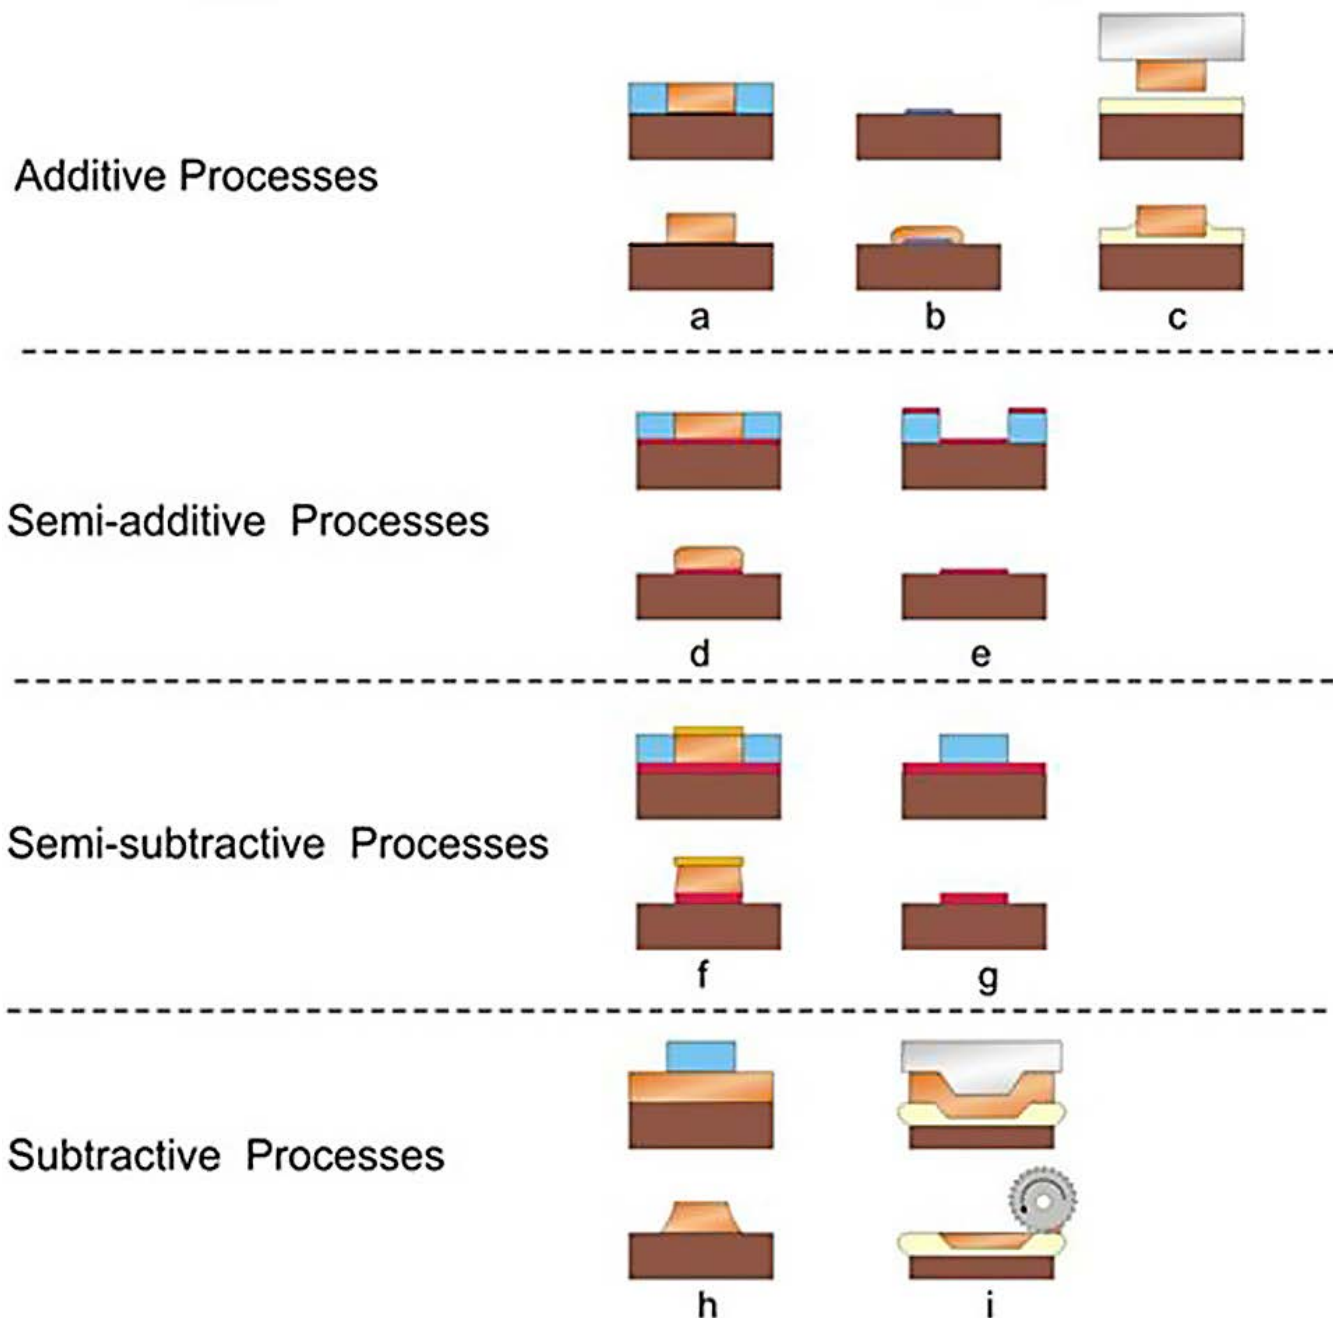 Additive Processes
a b c
Semi-additive Processes
d e
Semi-subtractive Processes
f g
Subtractive Processes
h i